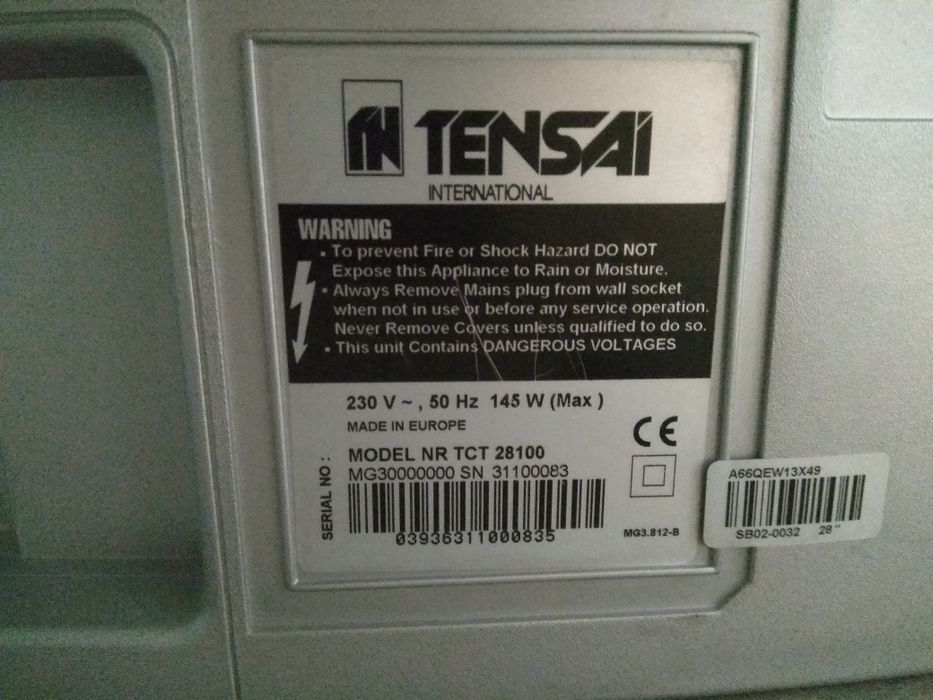 TENSAI
INTERNATIONAL
WARNING
• To prevent Fire or Shock Hazard DO NOT
Expose this Appliance to Rain or Moisture.
• Always Remove Mains plug from wall socket
when not in use or before any service operation.
Never Remove Covers unless qualified to do so.
• This unit Contains DANGEROUS VOLTAGES
230 V ~ , 50 Hz 145 W (Max )
MADE IN EUROPE
CE
MODEL NR TCT 28100
MG30000000 SN 31100083
SERIAL NO :
03936311000835
MG3.812-B
A66QEW13X49
SB02-0032 28"